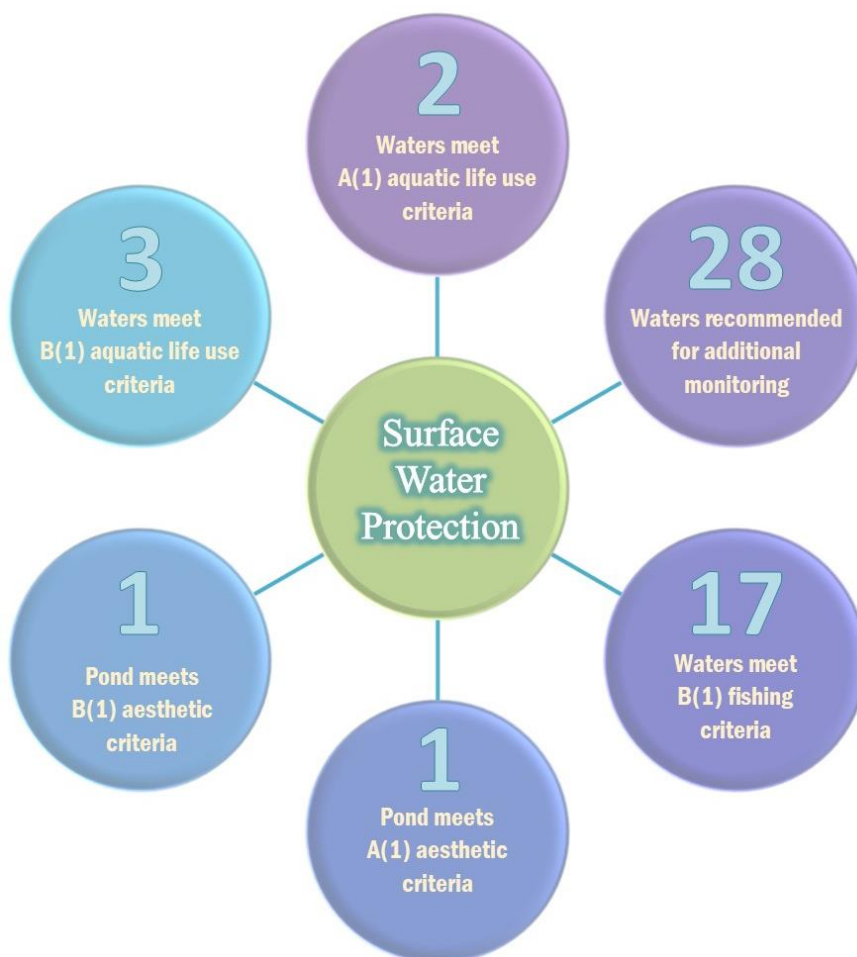 2
Waters meet
A(1) aquatic life use
criteria
28
Waters recommended
for additional
monitoring
17
Waters meet
B(1) fishing
criteria
1
Pond meets
A(1) aesthetic
criteria
1
Pond meets
B(1) aesthetic
criteria
3
Waters meet
B(1) aquatic life use
criteria
Surface
Water
Protection